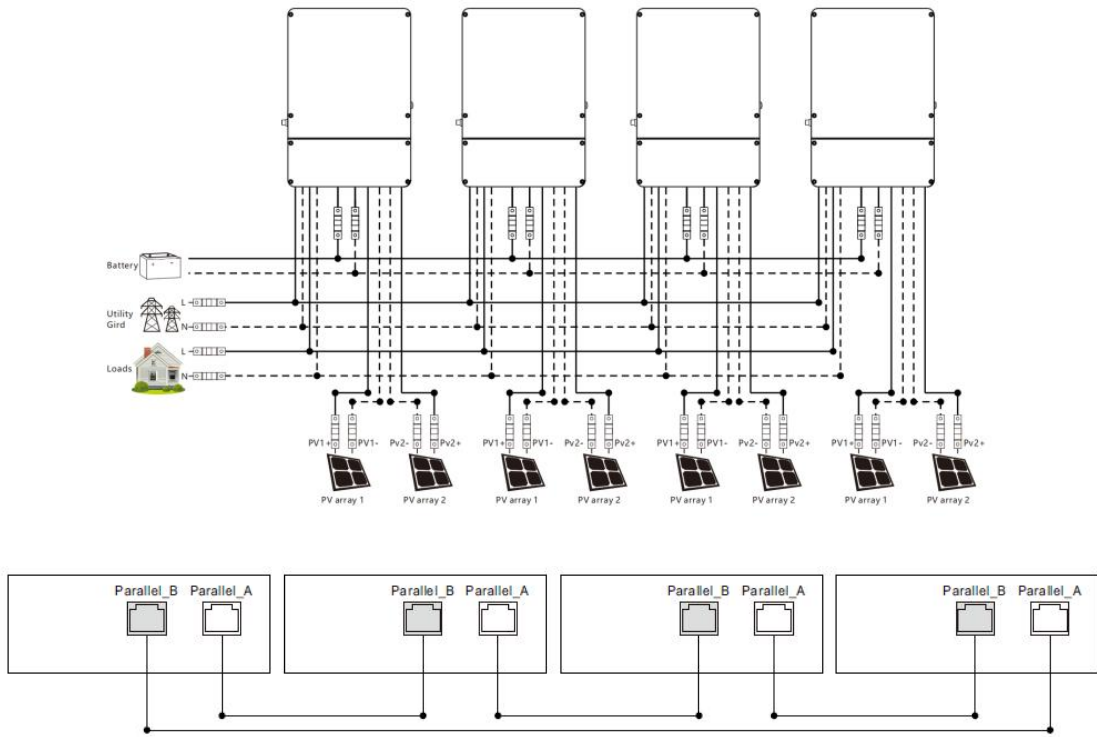 Battery
L
Utility
Gird
N
L
Loads
N
PV1+ PV1- Pv2- Pv2+ PV1+ PV1- Pv2- Pv2+ PV1+ PV1- Pv2- Pv2+ PV1+ PV1- Pv2- Pv2+
PV array 1 PV array 2 PV array 1 PV array 2 PV array 1 PV array 2 PV array 1 PV array 2
Parallel_B Parallel_A Parallel_B Parallel_A Parallel_B Parallel_A Parallel_B Parallel_A